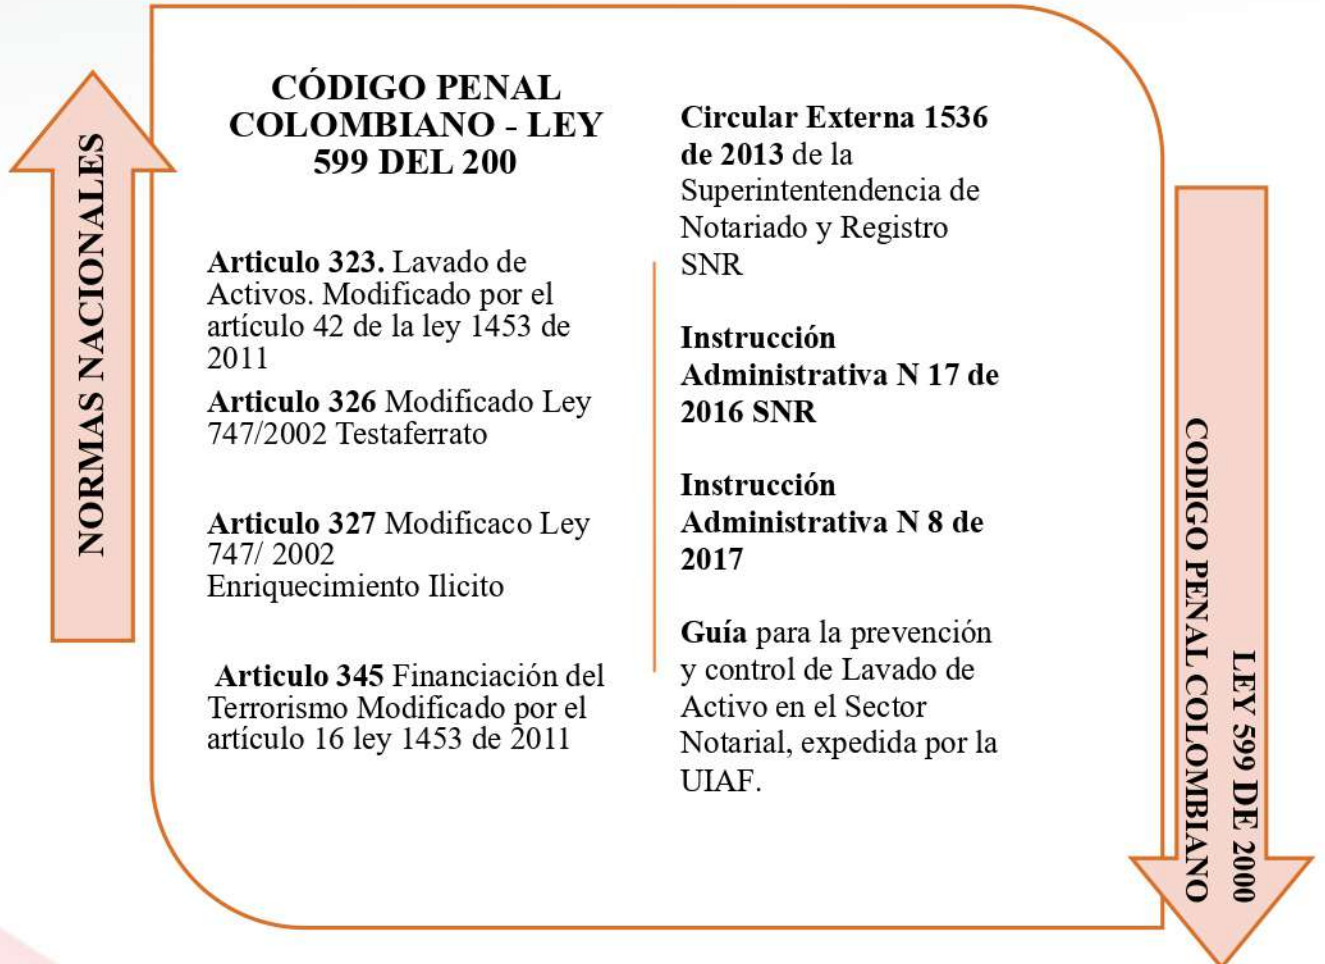 NORMAS NACIONALES
CÓDIGO PENAL
COLOMBIANO - LEY
599 DEL 200
Articulo 323. Lavado de
Activos. Modificado por el
artículo 42 de la ley 1453 de
2011
Articulo 326 Modificado Ley
747/2002 Testaferrato
Articulo 327 Modificaco Ley
747/ 2002
Enriquecimiento Ilicito
Articulo 345 Financiación del
Terrorismo Modificado por el
artículo 16 ley 1453 de 2011
Circular Externa 1536
de 2013 de la
Superintentendencia de
Notariado y Registro
SNR
Instrucción
Administrativa N 17 de
2016 SNR
Instrucción
Administrativa N 8 de
2017
Guía para la prevención
y control de Lavado de
Activo en el Sector
Notarial, expedida por la
UIAF.
LEY 599 DE 2000
CODIGO PENAL COLOMBIANO